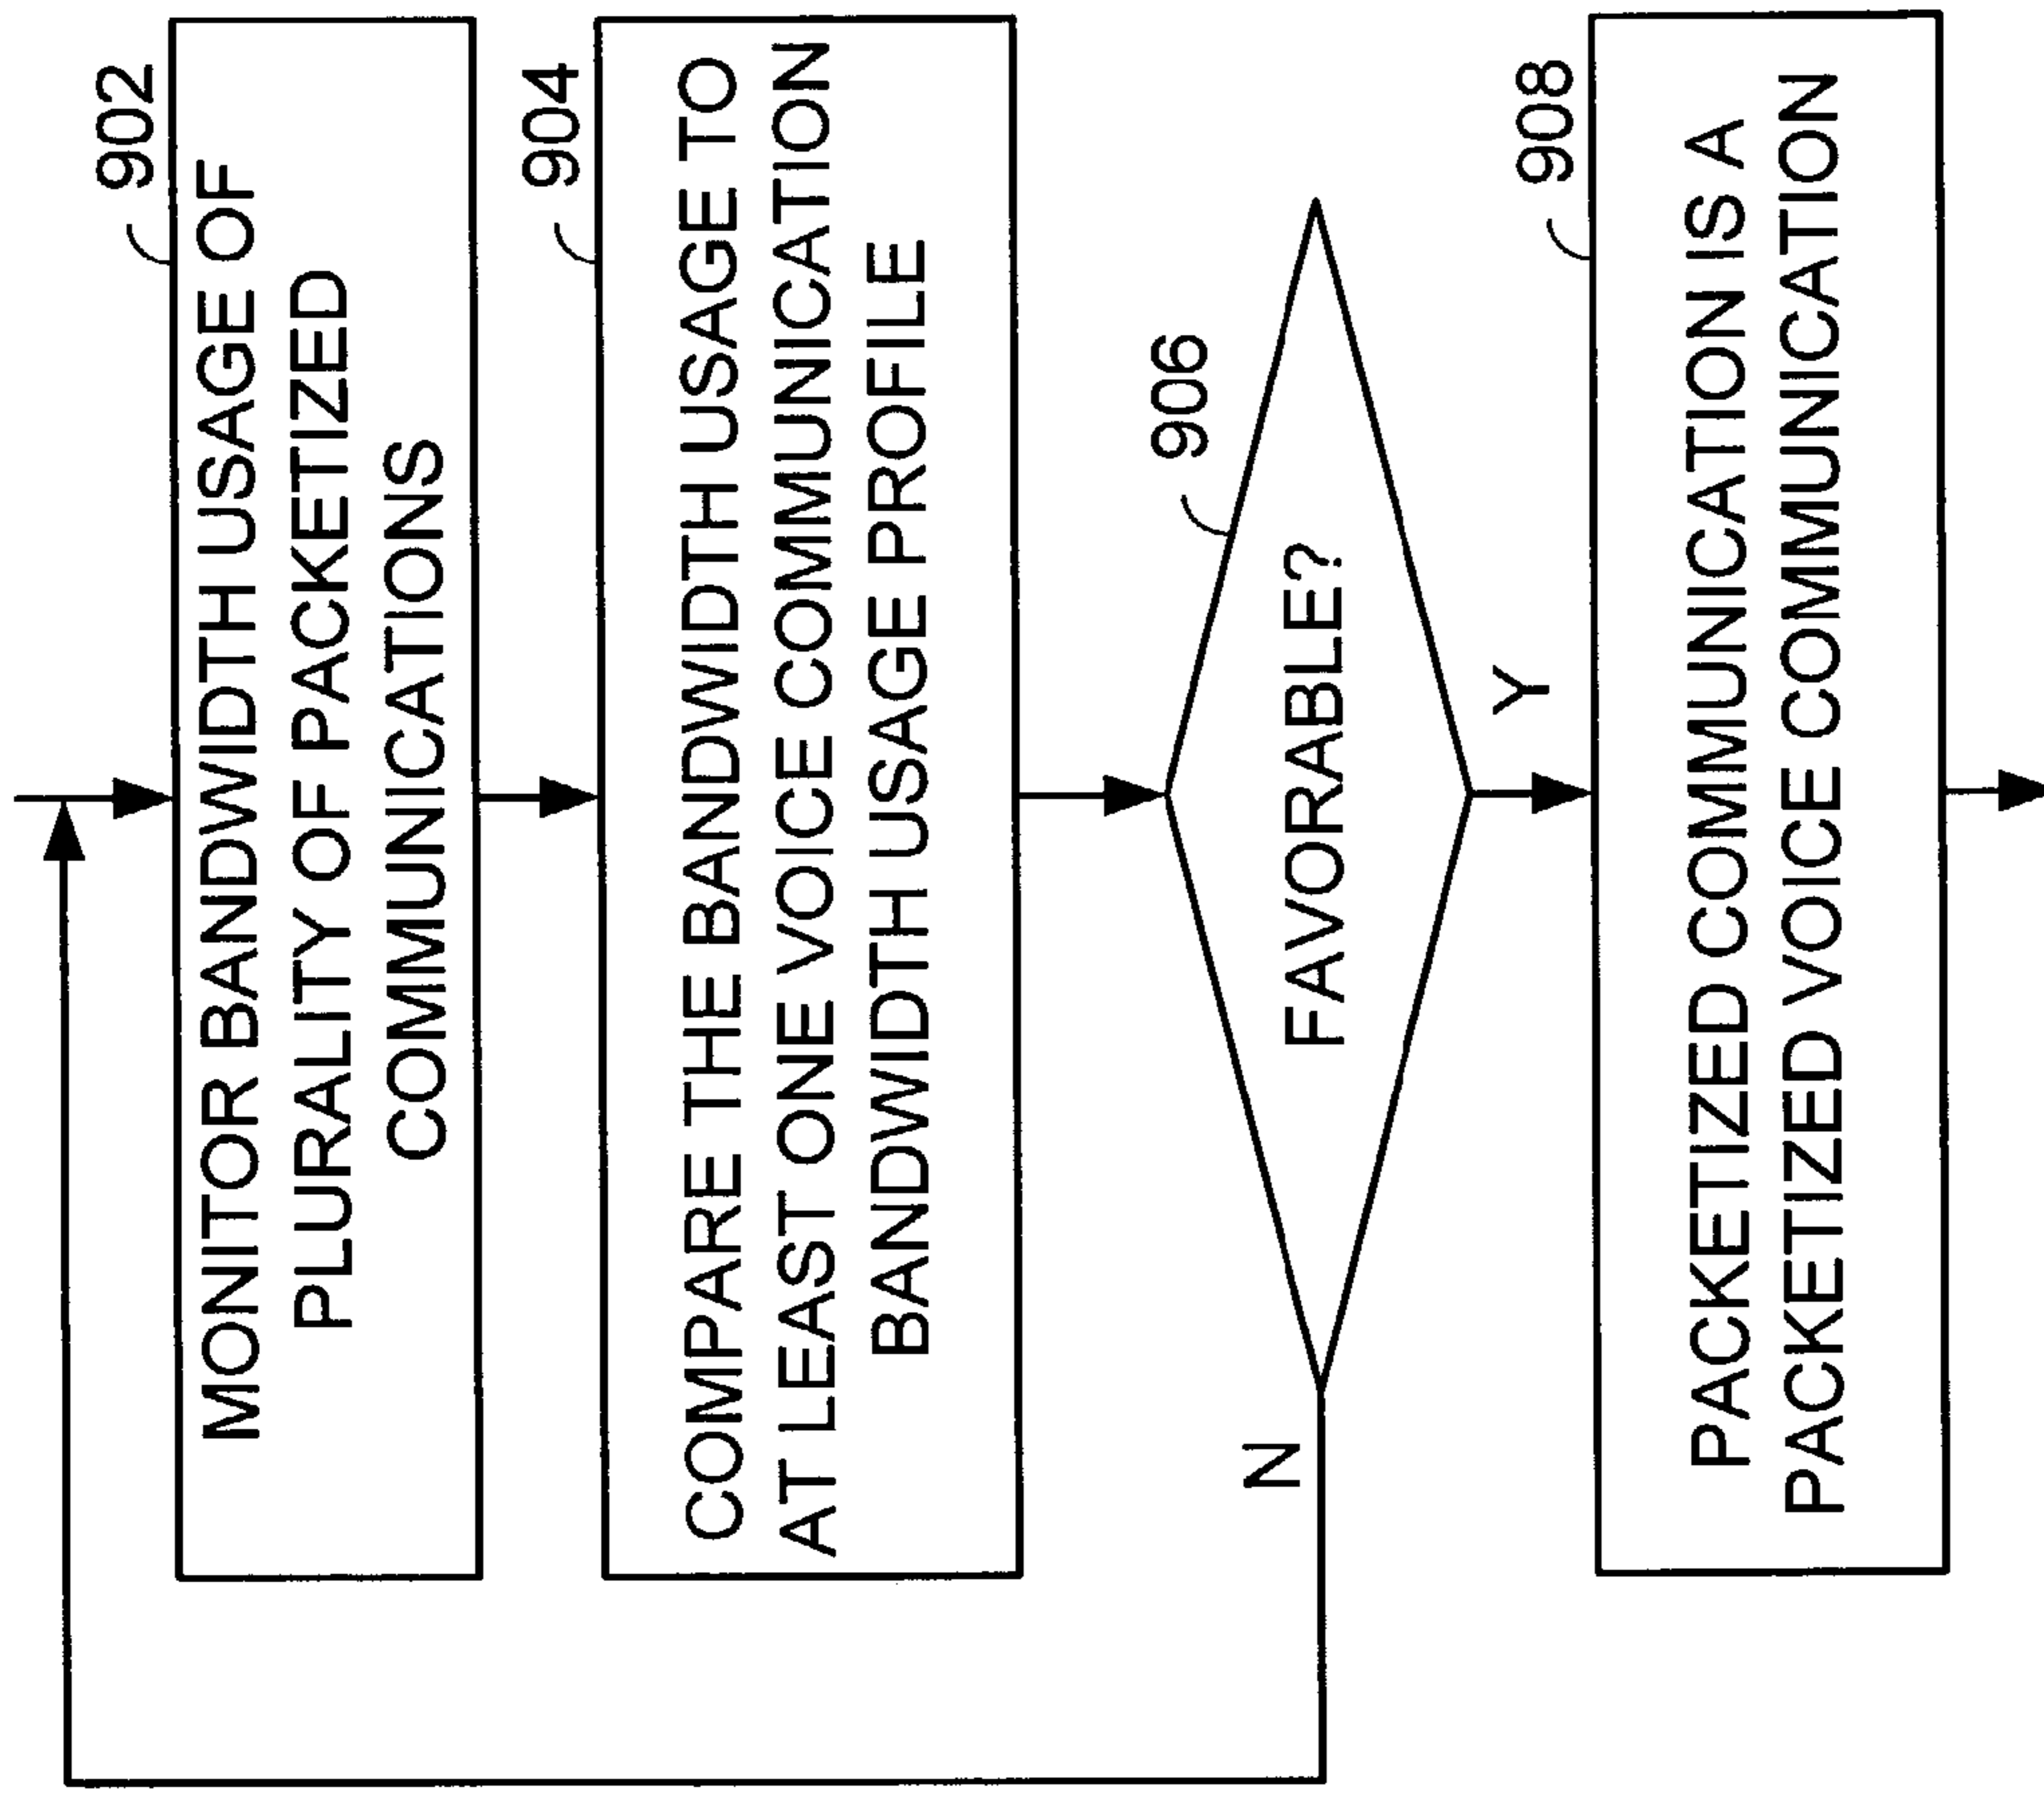 902
MONITOR BANDWIDTH USAGE OF
PLURALITY OF PACKETIZED
COMMUNICATIONS
904
COMPARE THE BANDWIDTH USAGE TO
AT LEAST ONE VOICE COMMUNICATION
BANDWIDTH USAGE PROFILE
906
FAVORABLE?
N
Y
908
PACKETIZED COMMUNICATION IS A
PACKETIZED VOICE COMMUNICATION